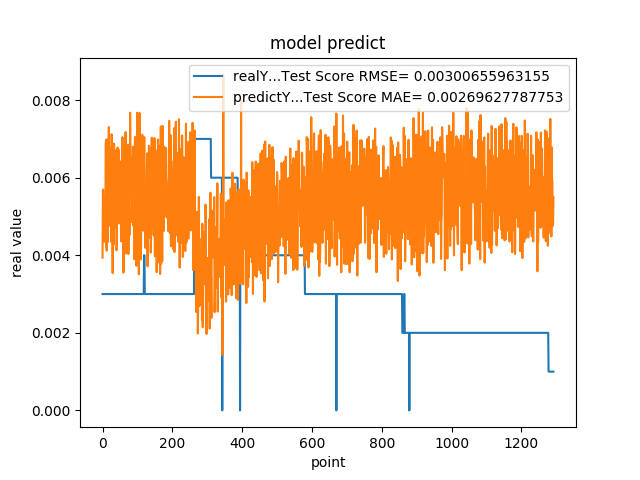 model predict
realY...Test Score RMSE= 0.00300655963155
predictY...Test Score MAE= 0.00269627787753
real value
0.008
0.006
0.004
0.002
0.000
0 200 400 600 800 1000 1200
point